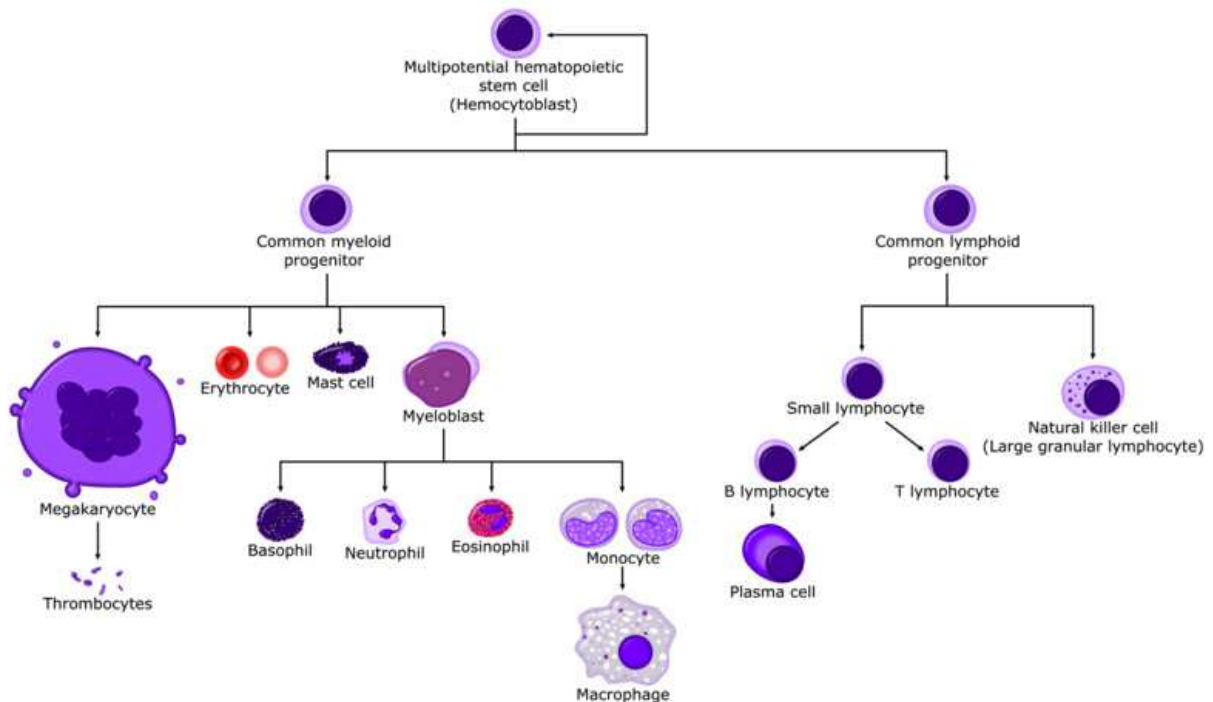 Multipotential hematopoietic
stem cell
(Hemocytoblast)
Common myeloid
progenitor
Common lymphoid
progenitor
Erythrocyte
Mast cell
Myeloblast
Small lymphocyte
Natural killer cell
(Large granular lymphocyte)
Megakaryocyte
B lymphocyte
T lymphocyte
Basophil
Neutrophil
Eosinophil
Monocyte
Thrombocytes
Plasma cell
Macrophage